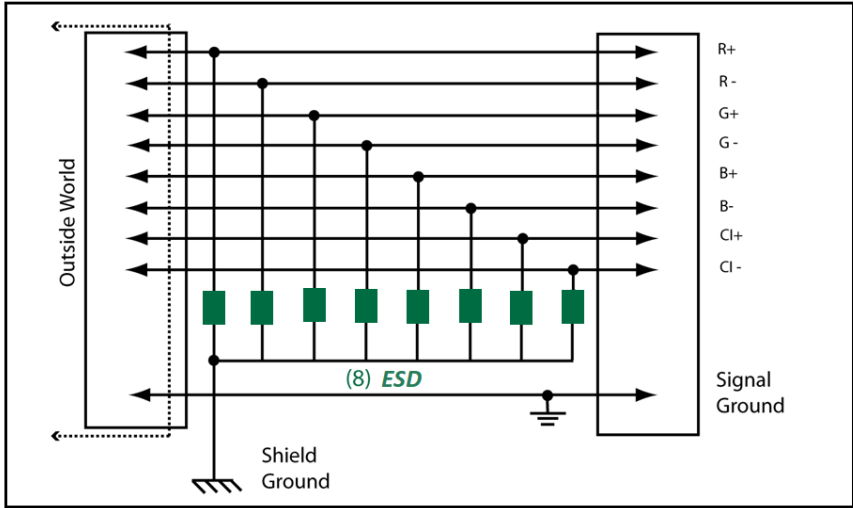 Outside World
R+
R -
G+
G -
B+
B-
Cl+
Cl -
(8) ESD
Signal
Ground
Shield
Ground